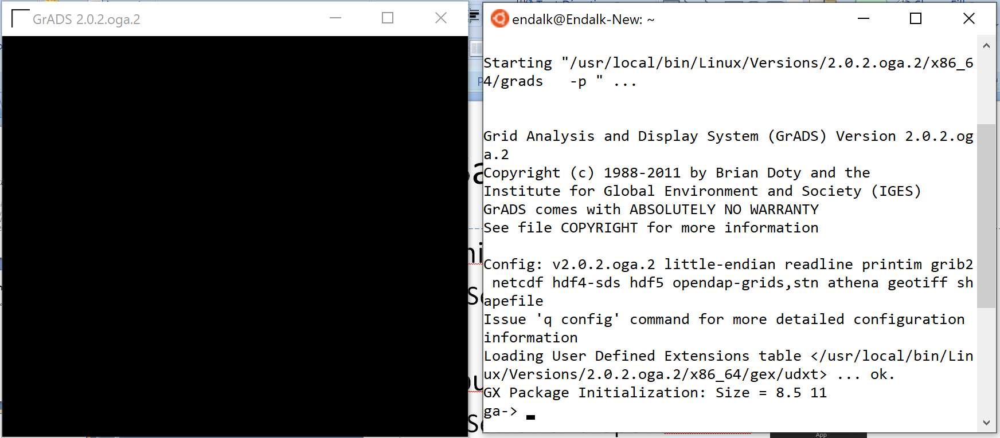 GrADS 2.0.2.oga.2
endalk@Endalk-New: ~
Starting "/usr/local/bin/Linux/Versions/2.0.2.oga.2/x86_6
4/grads   -p " ...
Grid Analysis and Display System (GrADS) Version 2.0.2.og
a.2
Copyright (c) 1988-2011 by Brian Doty and the
Institute for Global Environment and Society (IGES)
GrADS comes with ABSOLUTELY NO WARRANTY
See file COPYRIGHT for more information
Config: v2.0.2.oga.2 little-endian readline printim grib2
 netcdf hdf4-sds hdf5 opendap-grids,stn athena geotiff sh
apefile
Issue 'q config' command for more detailed configuration
information
Loading User Defined Extensions table </usr/local/bin/Lin
ux/Versions/2.0.2.oga.2/x86_64/gex/udxt> ... ok.
GX Package Initialization: Size = 8.5 11
ga->
App